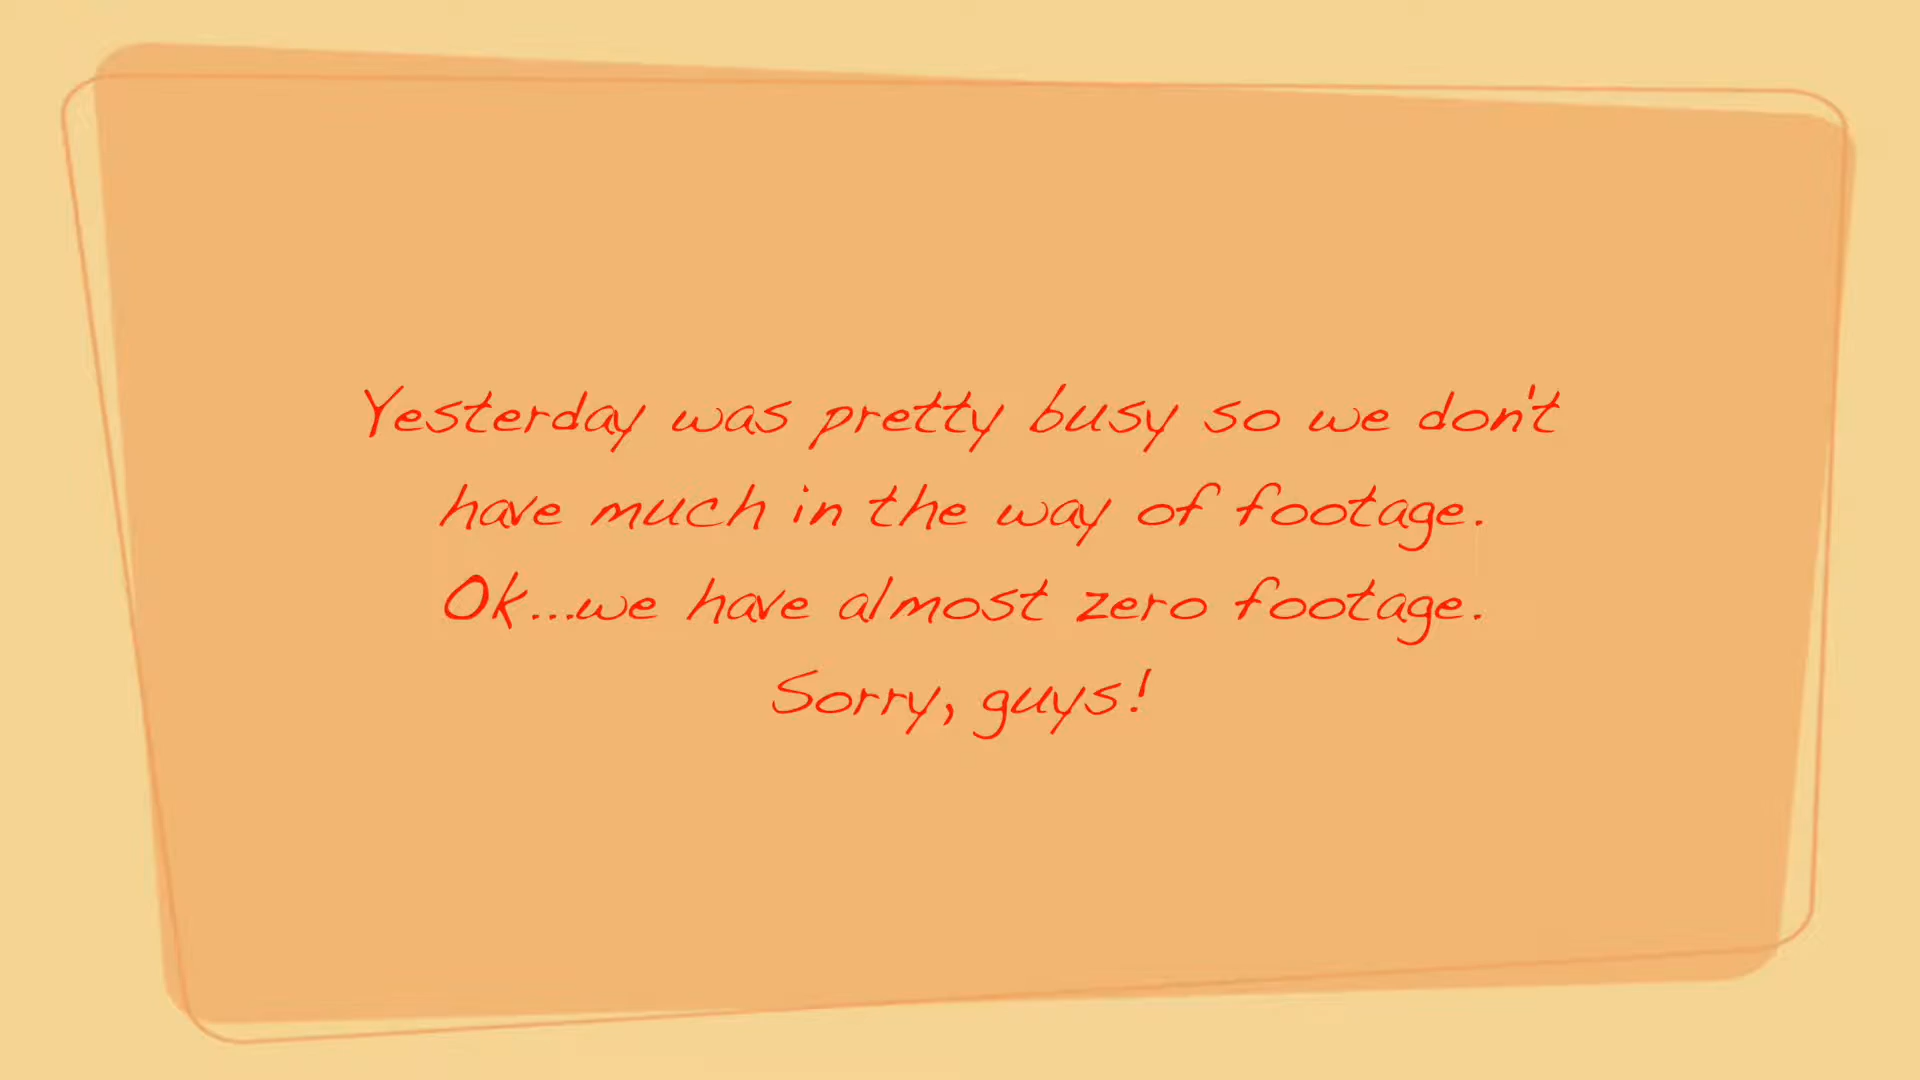 Yesterday was pretty busy so we don't
have much in the way of footage.
Ok...we have almost zero footage.
Sorry, guys!